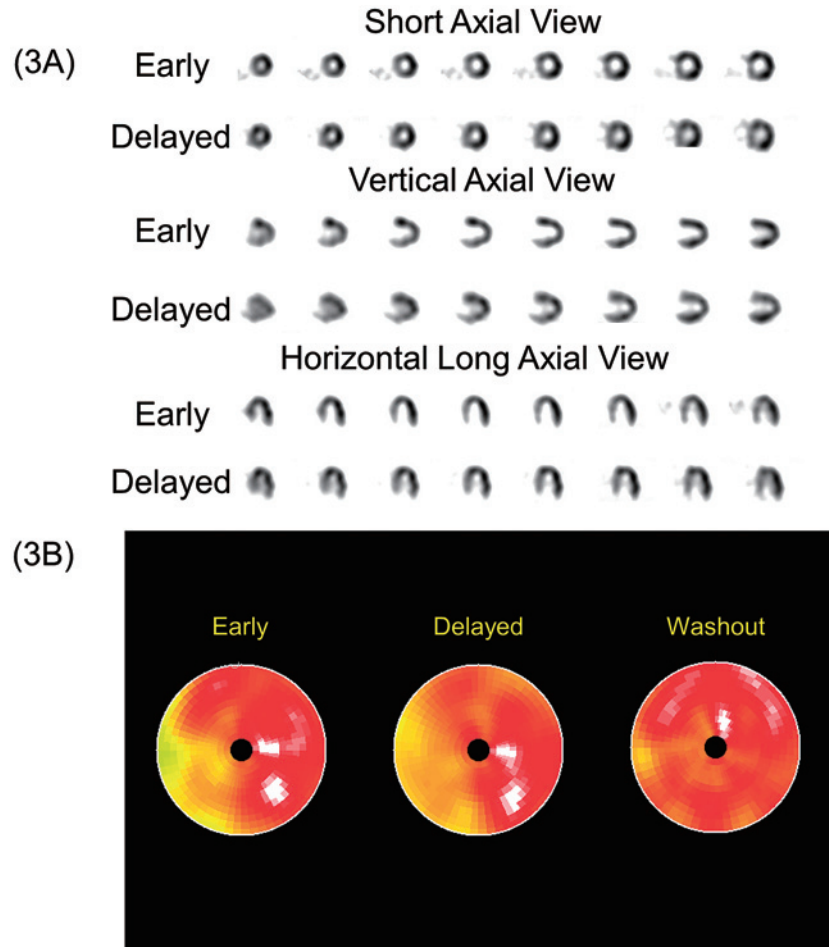 Short Axial View
(3A)
Early
Delayed
Vertical Axial View
Early
Delayed
Horizontal Long Axial View
Early
Delayed
(3B)
Early Delayed Washout